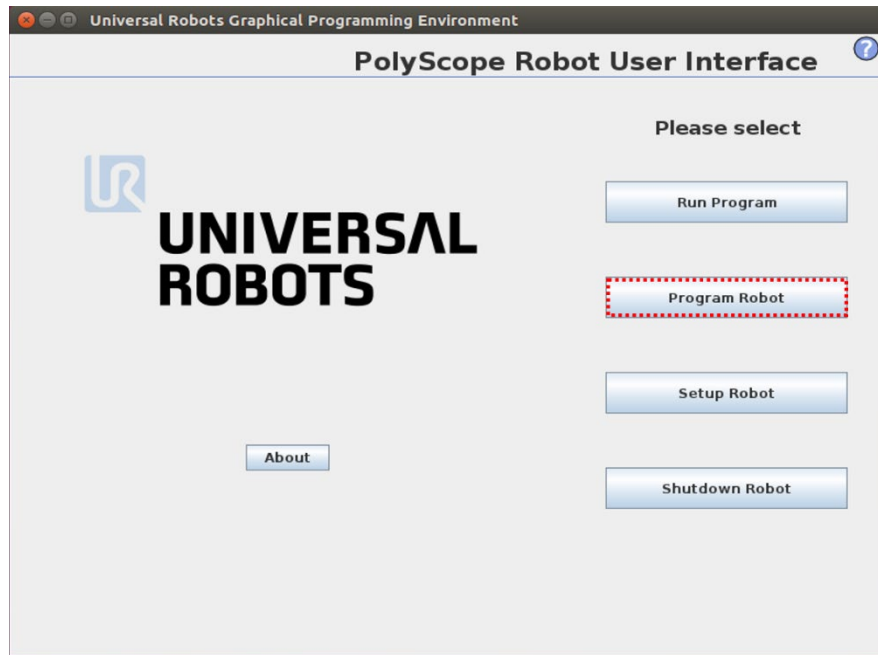 Universal Robots Graphical Programming Environment
PolyScope Robot User Interface
?
Please select
UR
UNIVERSAL
ROBOTS
Run Program
Program Robot
Setup Robot
About
Shutdown Robot